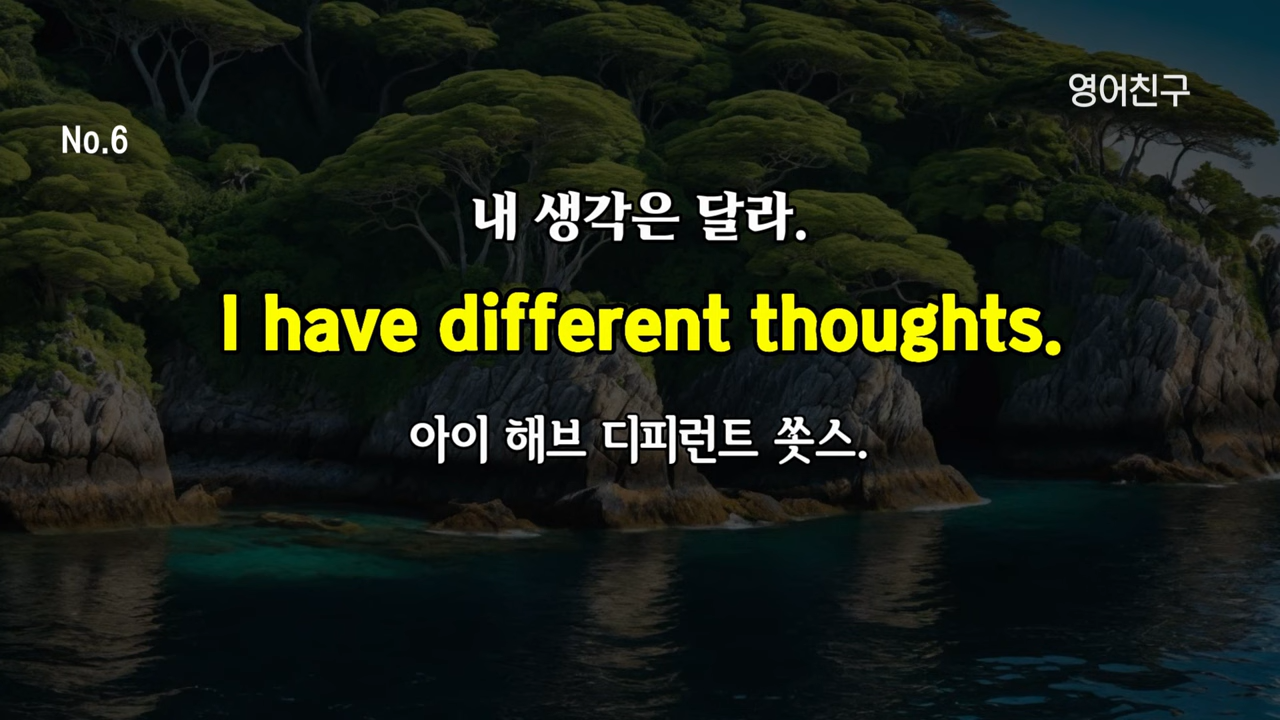 영어친구
No.6
내 생각은 달라.
I have different thoughts.
아이 해브 디피런트 쏫스.